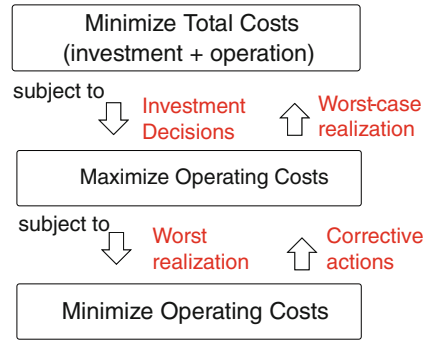 Minimize Total Costs
(investment + operation)
subject to
Investment
Decisions
Worst-case
realization
Maximize Operating Costs
subject to
Worst
realization
Corrective
actions
Minimize Operating Costs